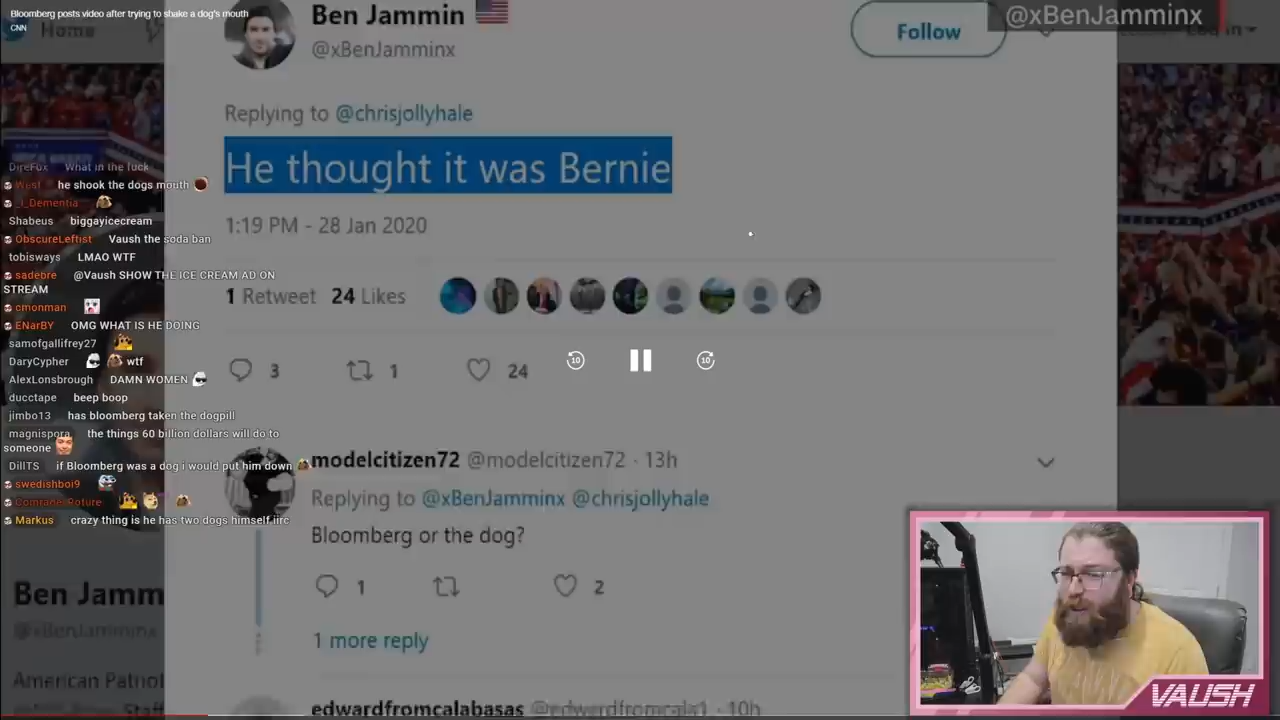 Bloomberg posts video after trying to shake a dog's mouth
CNN
Home
Ben Jammin
@xBenJamminx
Follow
@xBenJamminx
Log in
Replying to @chrisjollyhale
He thought it was Bernie
1:19 PM - 28 Jan 2020
1 Retweet 24 Likes
3
1
24
DireFox What in the fuck
West he shook the dogs mouth
_I_Dementia
Shabeus biggayicecream
ObscureLeftist Vaush the soda ban
tobisways LMAO WTF
sadebre @Vaush SHOW THE ICE CREAM AD ON
STREAM
cmonman
ENarBY OMG WHAT IS HE DOING
samofgallifrey27
DaryCypher wtf
AlexLonsbrough DAMN WOMEN
ducctape beep boop
jimbo13 has bloomberg taken the dogpill
magnispora the things 60 billion dollars will do to
someone
DillTS if Bloomberg was a dog i would put him down
swedishboi9
Comrade_Roture
Markus crazy thing is he has two dogs himself iirc
10
10
modelcitizen72 @modelcitizen72 · 13h
Replying to @xBenJamminx @chrisjollyhale
Bloomberg or the dog?
1
2
1 more reply
edwardfromcalabasas @edwardfromcala1 · 10h
Ben Jamm
@xBenJamminx
American Patriot
Staff
VAUSH